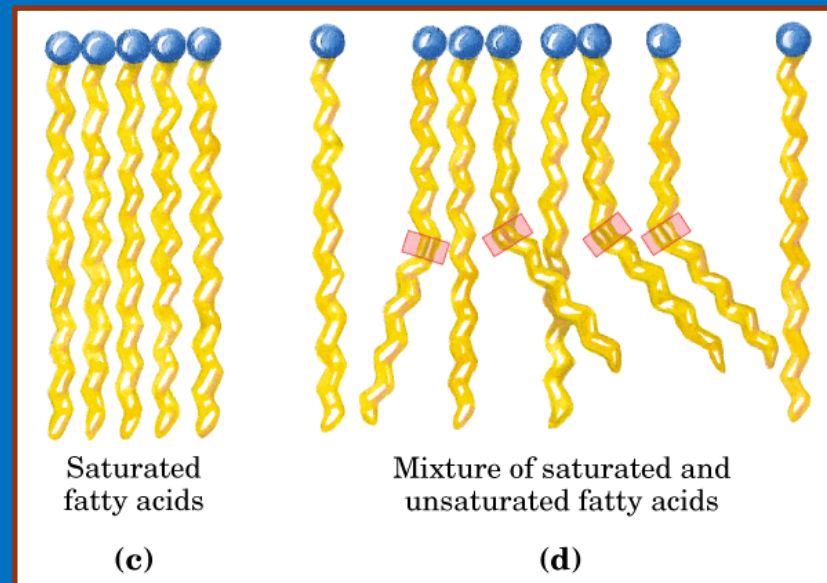 Saturated
fatty acids
(c)
Mixture of saturated and
unsaturated fatty acids
(d)